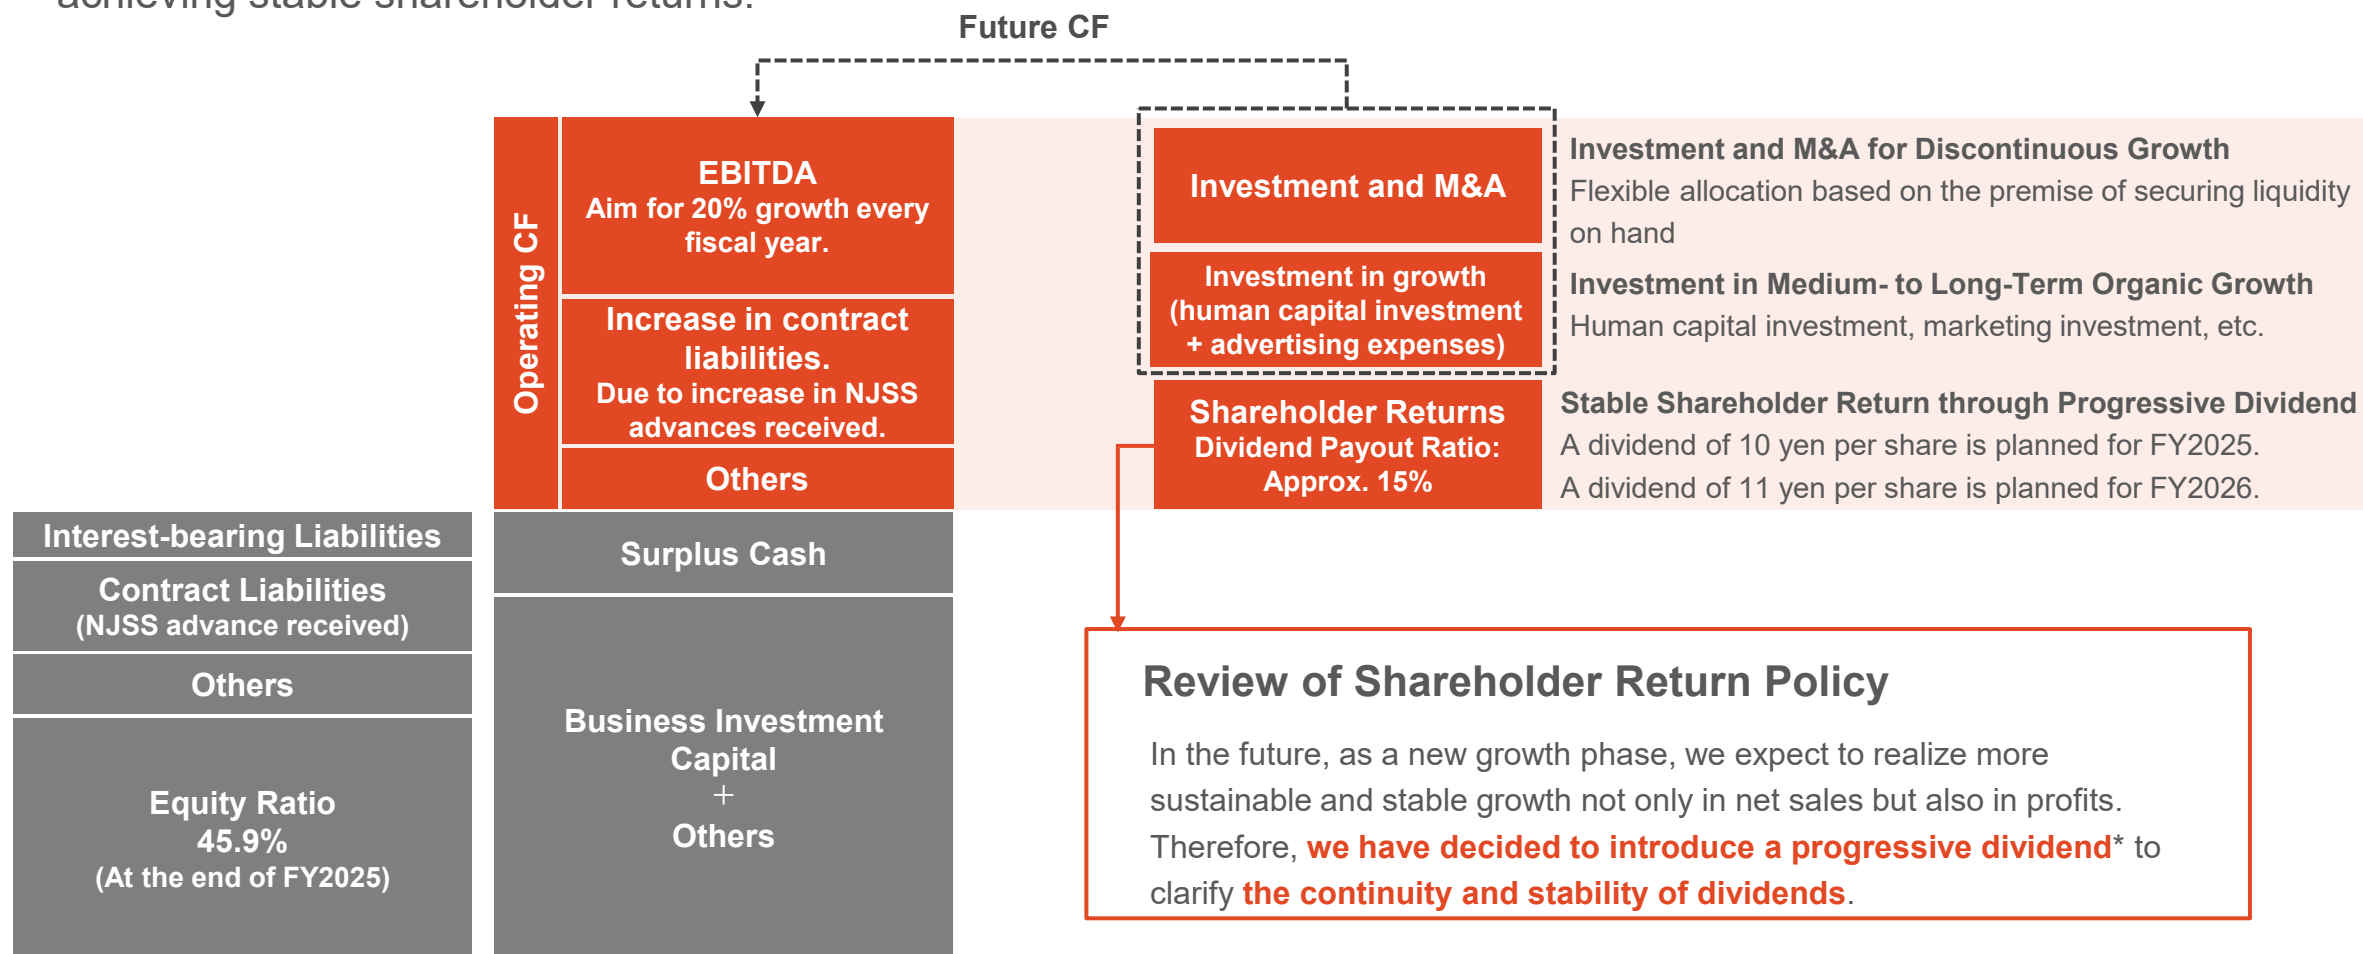 achieving stable shareholder returns.
Future CF
Operating CF
EBITDA
Aim for 20% growth every
fiscal year.
Increase in contract
liabilities.
Due to increase in NJSS
advances received.
Others
Investment and M&A
Investment in growth
(human capital investment
+ advertising expenses)
Shareholder Returns
Dividend Payout Ratio:
Approx. 15%
Investment and M&A for Discontinuous Growth
Flexible allocation based on the premise of securing liquidity
on hand
Investment in Medium- to Long-Term Organic Growth
Human capital investment, marketing investment, etc.
Stable Shareholder Return through Progressive Dividend
A dividend of 10 yen per share is planned for FY2025.
A dividend of 11 yen per share is planned for FY2026.
Interest-bearing Liabilities
Contract Liabilities
(NJSS advance received)
Others
Equity Ratio
45.9%
(At the end of FY2025)
Surplus Cash
Business Investment
Capital
+
Others
Review of Shareholder Return Policy
In the future, as a new growth phase, we expect to realize more
sustainable and stable growth not only in net sales but also in profits.
Therefore, we have decided to introduce a progressive dividend* to
clarify the continuity and stability of dividends.